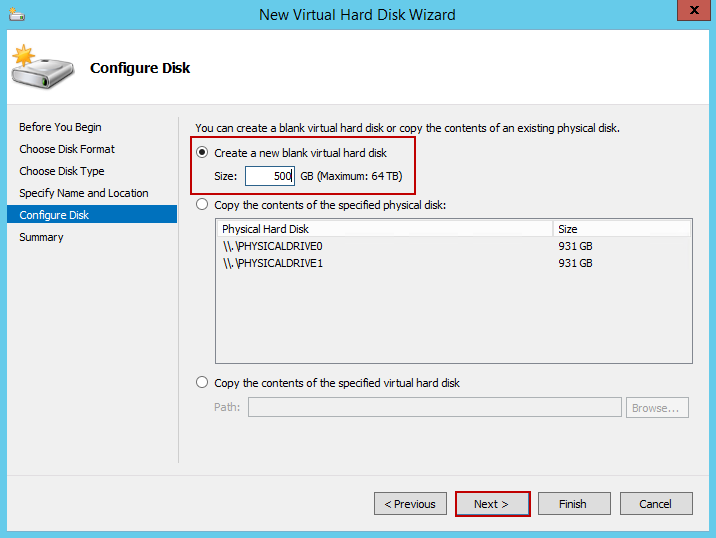 New Virtual Hard Disk Wizard
x
Configure Disk
Before You Begin
Choose Disk Format
Choose Disk Type
Specify Name and Location
Configure Disk
Summary
You can create a blank virtual hard disk or copy the contents of an existing physical disk.
Create a new blank virtual hard disk
Size: 500 GB (Maximum: 64 TB)
Copy the contents of the specified physical disk:
Physical Hard Disk Size
\\.\PHYSICALDRIVE0 931 GB
\\.\PHYSICALDRIVE1 931 GB
Copy the contents of the specified virtual hard disk
Path: Browse...
< Previous Next > Finish Cancel